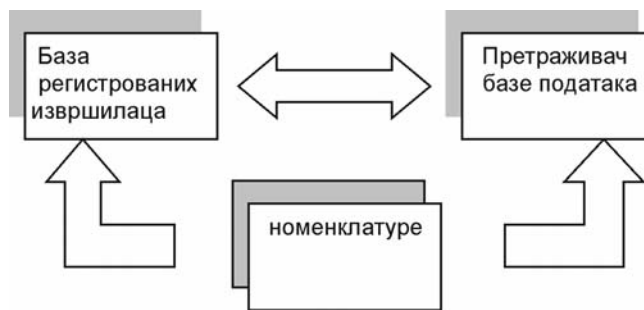 База
регистрованих
извршилаца
Претраживач
базе података
номенклатуре